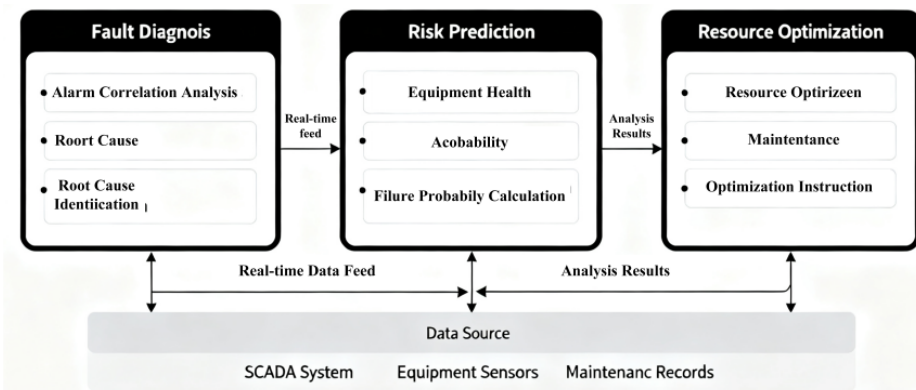 Fault Diagnois
Alarm Correlation Analysis
Roort Cause
Root Cause
Identiication
Real-time
feed
Risk Prediction
Equipment Health
Acobability
Filure Probabily Calculation
Analysis
Results
Resource Optimization
Resource Optirizeen
Maintentance
Optimization Instruction
Real-time Data Feed
Analysis Results
Data Source
SCADA System
Equipment Sensors
Maintenanc Records